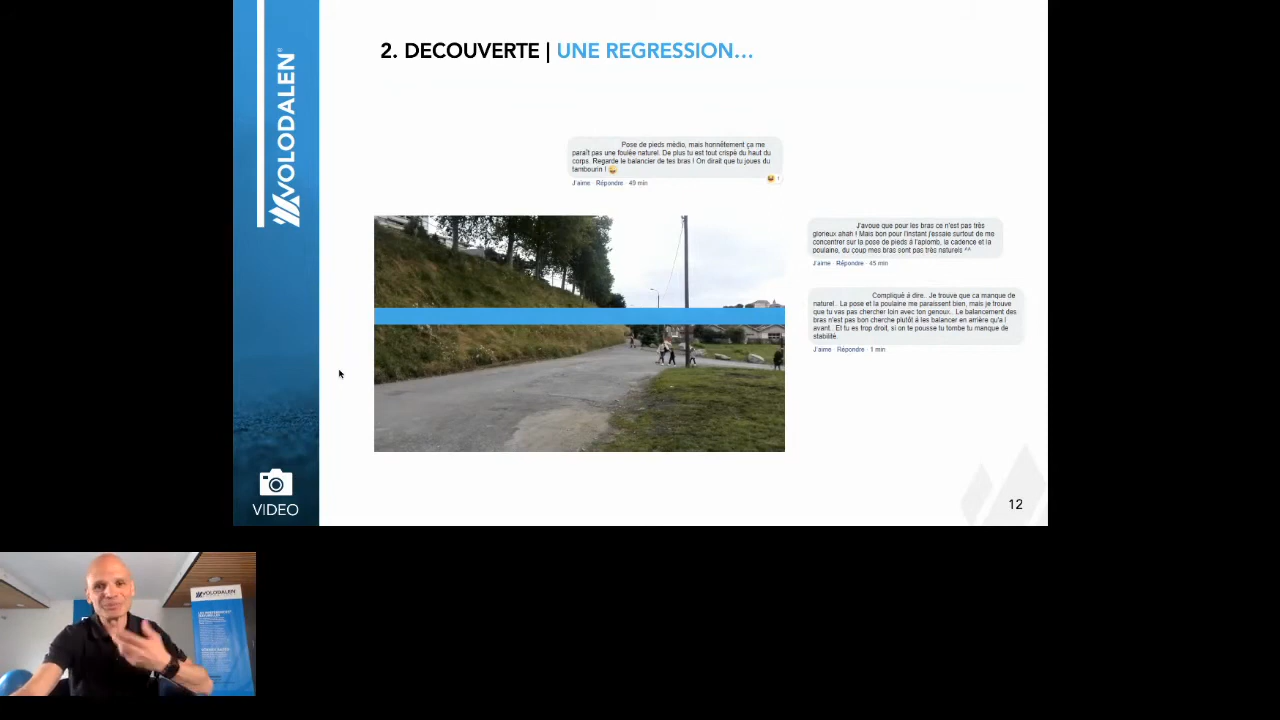 2. DECOUVERTE | UNE REGRESSION...
VOLODALEN
Pose de pieds médio, mais honnêtement ça me
paraît pas une foulée naturel. De plus tu est tout crispé du haut du
corps. Regarde le balancier de tes bras ! On dirait que tu joues du
tambourin !
J'aime · Répondre · 49 min
1
J'avoue que pour les bras ce n'est pas très
glorieux ahah ! Mais bon pour l'instant j'essaie surtout de me
concentrer sur la pose de pieds à l'aplomb, la cadence et la
poulaine, du coup mes bras sont pas très naturels ^^
J'aime · Répondre · 45 min
Compliqué à dire.. Je trouve que ca manque de
naturel.. La pose et la poulaine me paraissent bien, mais je trouve
que tu vas pas chercher loin avec ton genoux.. Le balancement des
bras n'est pas bon cherche plutôt à les balancer en arrière qu'a l
avant.. Et tu es trop droit, si on te pousse tu tombe tu manque de
stabilité.
J'aime · Répondre · 1 min
VIDEO
12
VOLODALEN